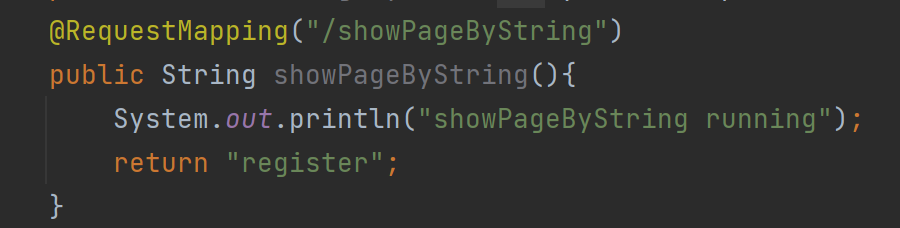 @RequestMapping("/showPageByString")
public String showPageByString(){
System.out.println("showPageByString running");
return "register";
}